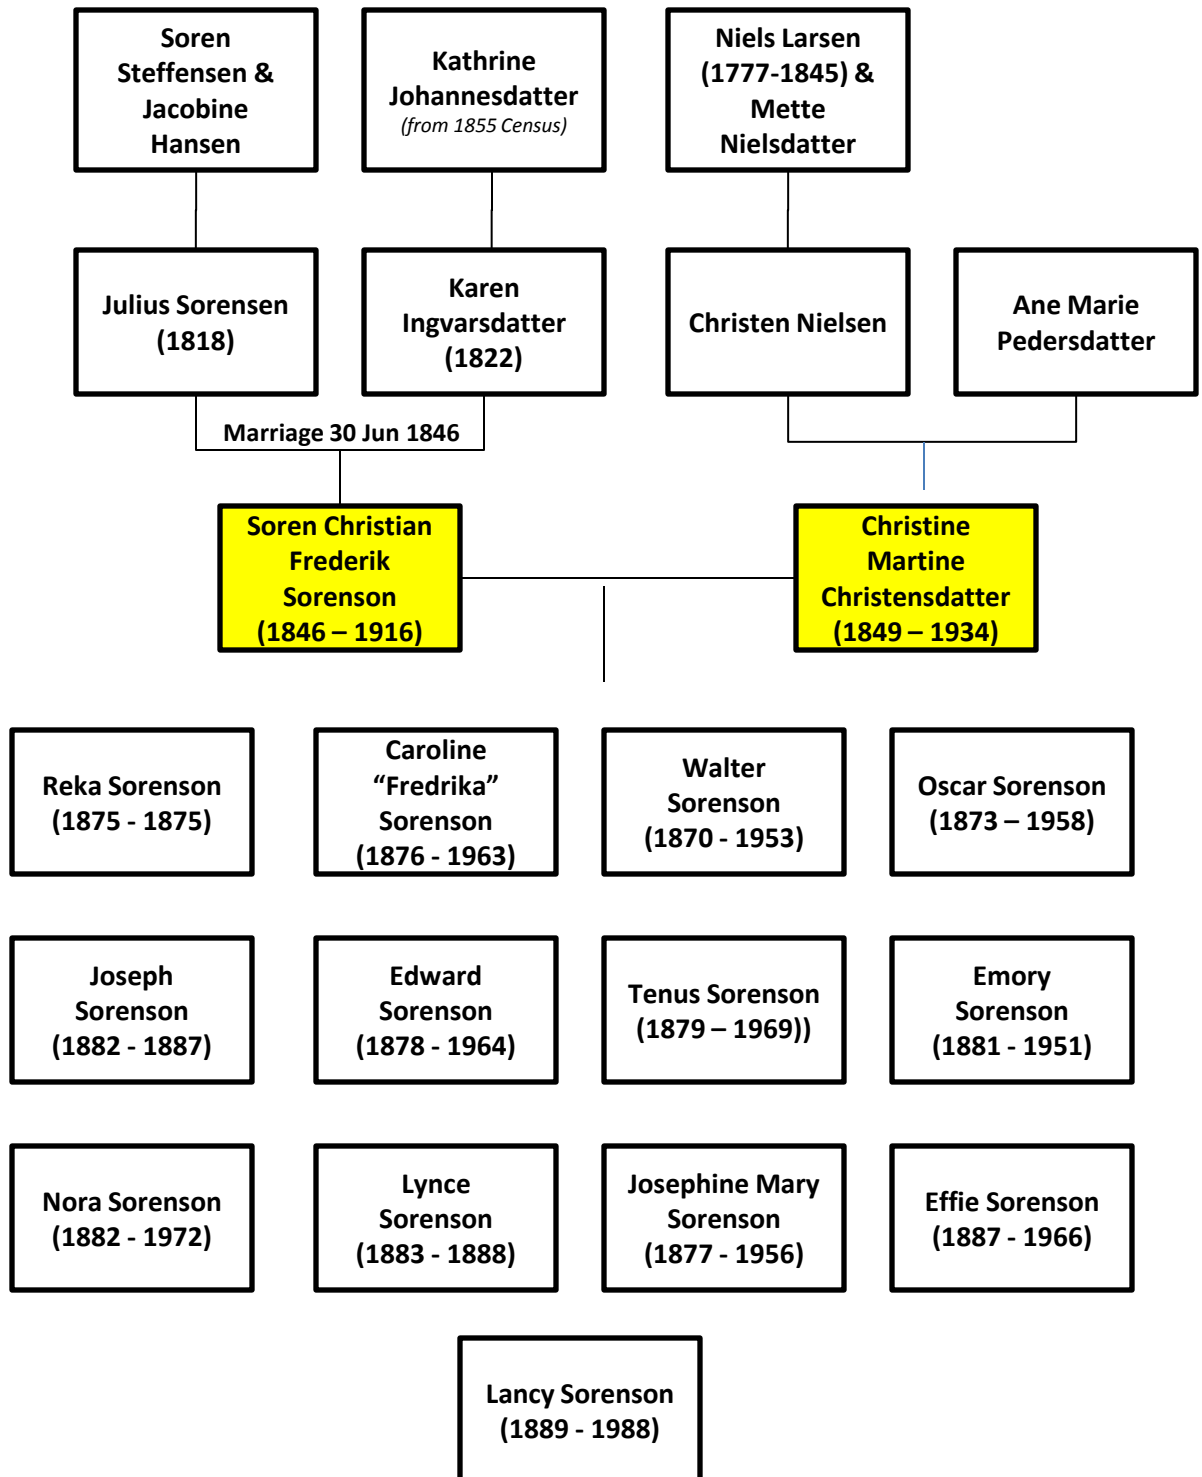 Soren
Steffensen &
Jacobine
Hansen
Kathrine
Johannesdatter
(from 1855 Census)
Niels Larsen
(1777-1845) &
Mette
Nielsdatter
Julius Sorensen
(1818)
Karen
Ingvarsdatter
(1822)
Christen Nielsen
Ane Marie
Pedersdatter
Marriage 30 Jun 1846
Soren Christian
Frederik
Sorenson
(1846 – 1916)
Christine
Martine
Christensdatter
(1849 – 1934)
Reka Sorenson
(1875 - 1875)
Caroline
“Fredrika”
Sorenson
(1876 - 1963)
Walter
Sorenson
(1870 - 1953)
Oscar Sorenson
(1873 – 1958)
Joseph
Sorenson
(1882 - 1887)
Edward
Sorenson
(1878 - 1964)
Tenus Sorenson
(1879 – 1969))
Emory
Sorenson
(1881 - 1951)
Nora Sorenson
(1882 - 1972)
Lynce
Sorenson
(1883 - 1888)
Josephine Mary
Sorenson
(1877 - 1956)
Effie Sorenson
(1887 - 1966)
Lancy Sorenson
(1889 - 1988)